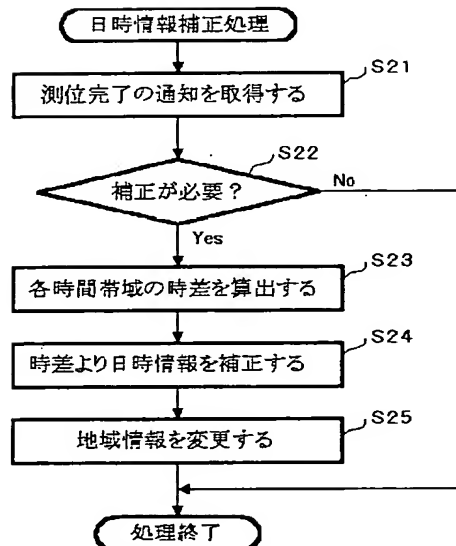 日時情報補正処理
S21
測位完了の通知を取得する
S22
補正が必要?
No
Yes
S23
各時間帯域の時差を算出する
S24
時差より日時情報を補正する
S25
地域情報を変更する
処理終了